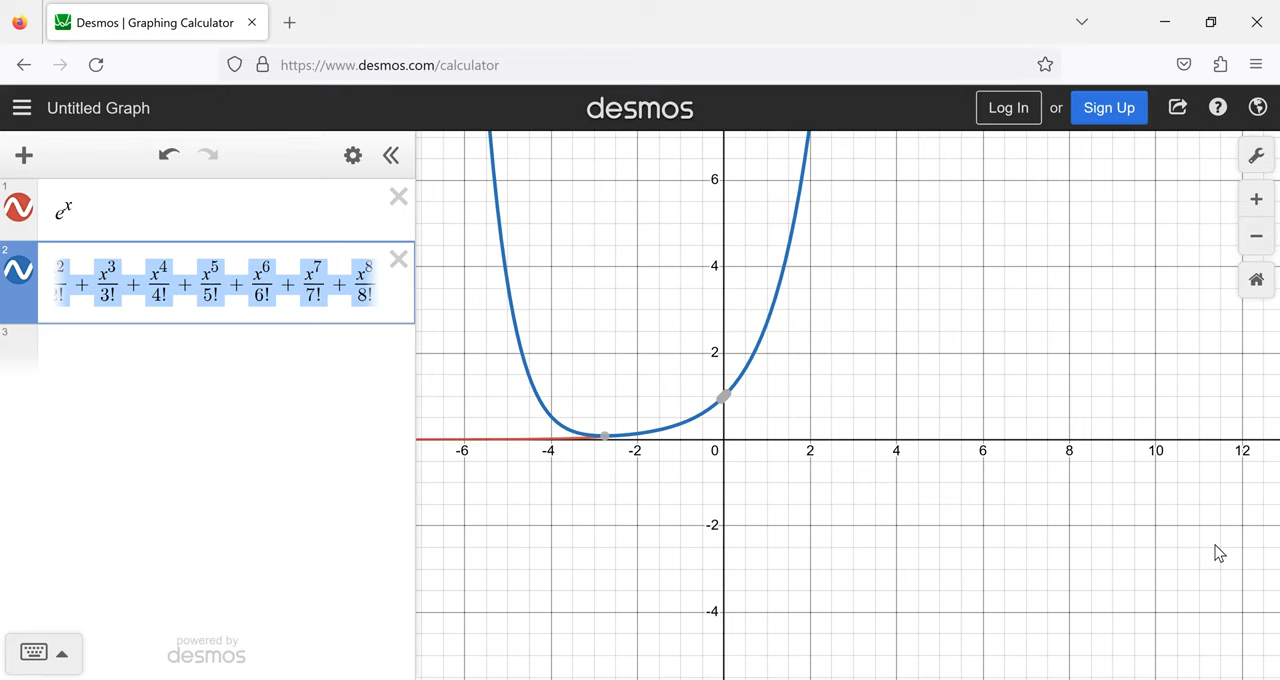 Desmos | Graphing Calculator
https://www.desmos.com/calculator
Untitled Graph
desmos
Log In or Sign Up
1
e^x
2
2/2! + x^3/3! + x^4/4! + x^5/5! + x^6/6! + x^7/7! + x^8/8!
3
6
4
2
-6 -4 -2 0 2 4 6 8 10 12
-2
-4
powered by
desmos